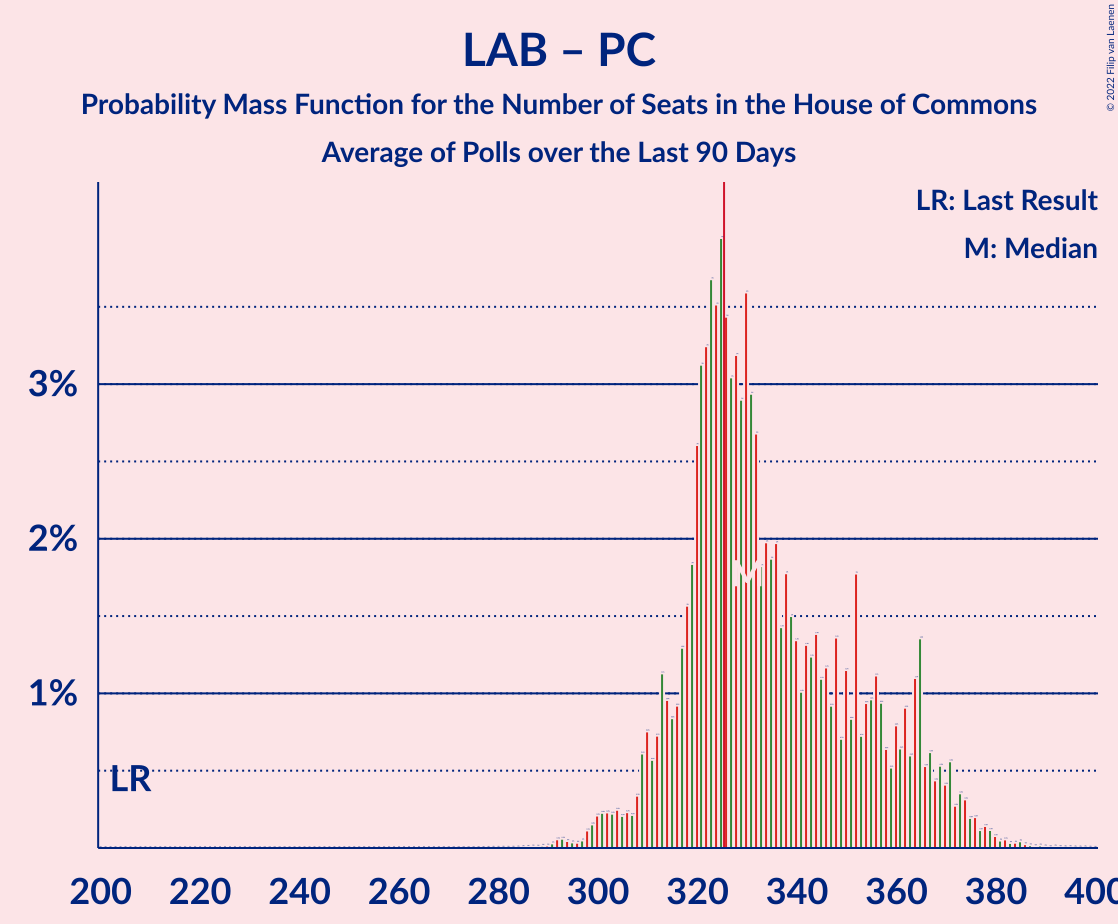 LAB – PC
Probability Mass Function for the Number of Seats in the House of Commons
Average of Polls over the Last 90 Days
© 2022 Filip van Laenen
LR: Last Result
M: Median
3%
2%
1%
LR
200 220 240 260 280 300 320 340 360 380 400